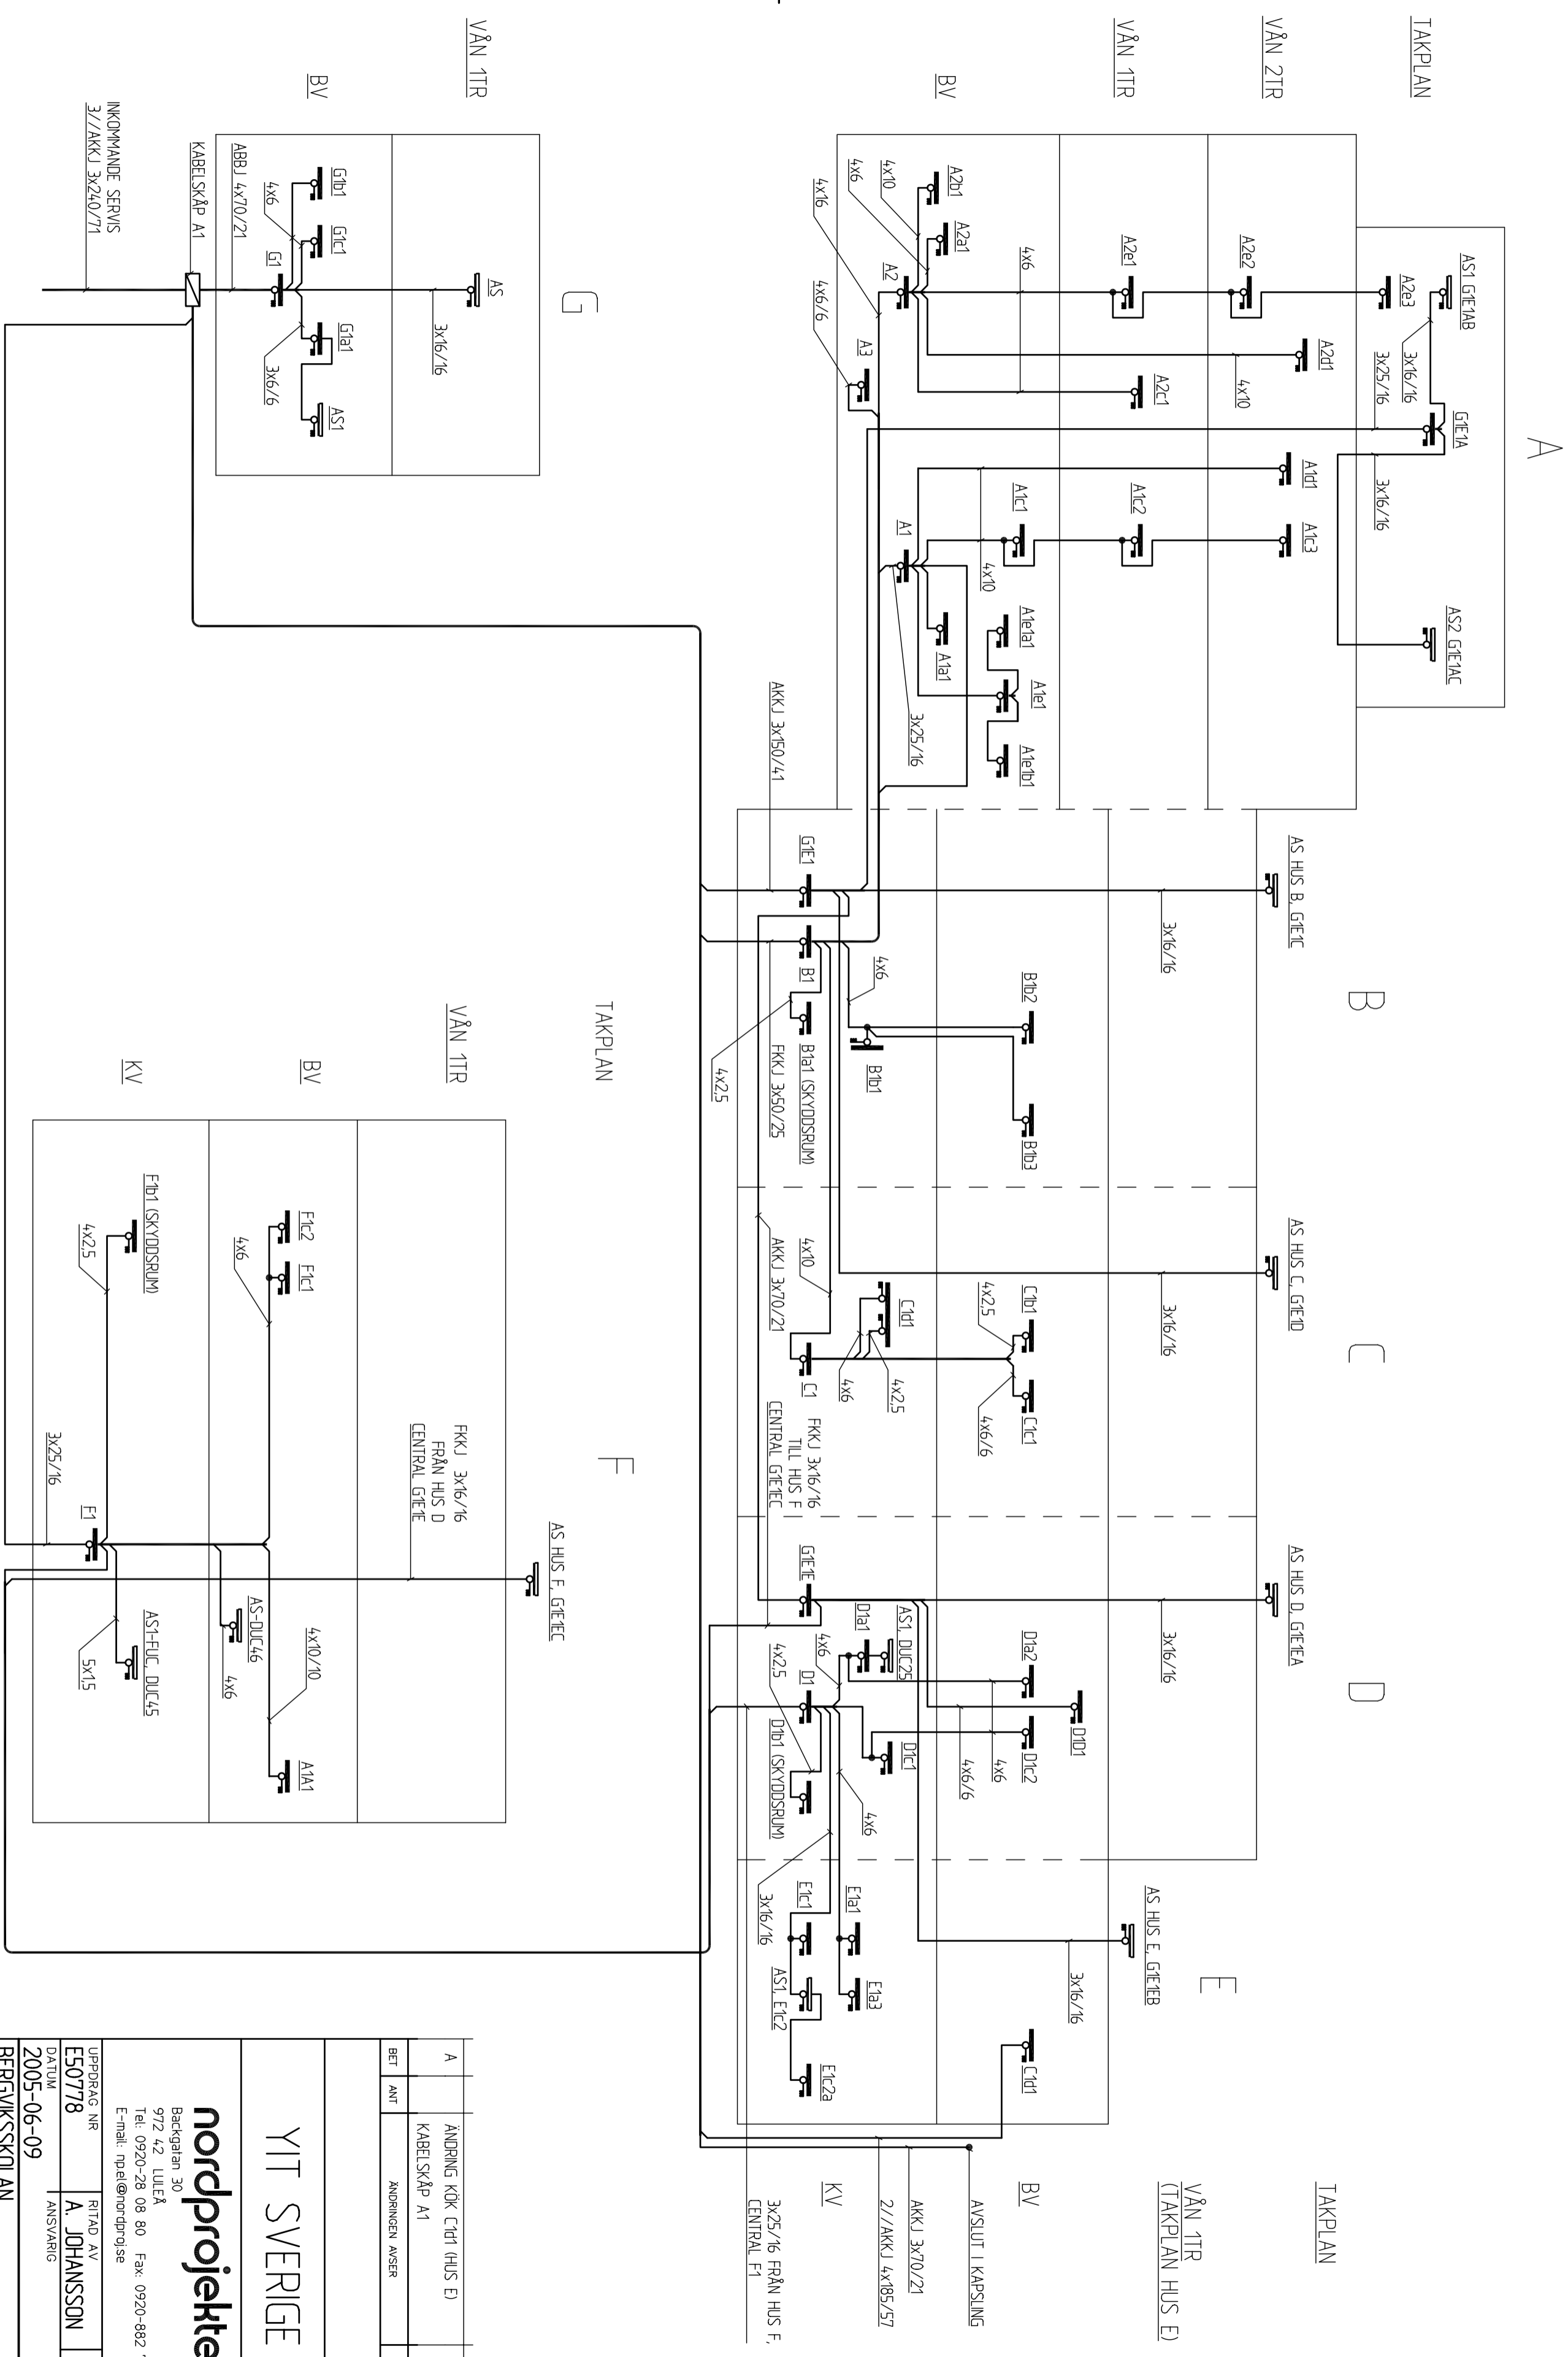 A
B
C
D
E
TAKPLAN
VÅN 2TR
VÅN 1TR
BV
TAKPLAN
VÅN 1TR
(TAKPLAN HUS E)
BV
KV
AS1 G1E1AB
G1E1A
AS2 G1E1AC
3x16/16
3x25/16
3x16/16
A2e3
A2e2
A2e1
A2d1
A2c1
4x10
4x6
A2b1
A2a1
A2
4x10
4x6
4x16
4x6/6
A3
A1d1
A1c3
A1c2
A1c1
4x10
A1
A1a1
A1e1a1
A1e1
A1e1b1
3x25/16
AKKJ 3x150/41
AS HUS B, G1E1C
3x16/16
G1E1
B1
B1a1 (SKYDDSRUM)
FKKJ 3x50/25
4x2,5
4x6
B1b2
B1b1
B1b3
AS HUS C, G1E1D
3x16/16
AKKJ 3x70/21
4x10
C1d1
C1b1
4x2,5
C1c1
4x6/6
4x2,5
4x6
C1
FKKJ 3x16/16
TILL HUS F
CENTRAL G1E1EC
AS HUS D, G1E1EA
3x16/16
G1E1E
D1a1
AS1, DUC25
4x6
4x2,5
D1
D1b1 (SKYDDSRUM)
D1a2
D1D1
D1c2
D1c1
4x6
4x6/6
4x6
3x16/16
AS HUS E, G1E1EB
3x16/16
E1c1
E1a1
E1a3
AS1, E1c2
E1c2a
C1d1
AVSLUT I KAPSLING
AKKJ 3x70/21
2//AKKJ 4x185/57
3x25/16 FRÅN HUS F,
CENTRAL F1
G
VÅN 1TR
BV
AS
3x16/16
G1b1
G1c1
4x6
G1
G1a1
AS1
3x6/6
ABBJ 4x70/21
KABELSKÅP A1
INKOMMANDE SERVIS
3//AKKJ 3x240/71
F
TAKPLAN
VÅN 1TR
BV
KV
AS HUS F, G1E1EC
FKKJ 3x16/16
FRÅN HUS D
CENTRAL G1E1E
F1c2
F1c1
4x6
F1b1 (SKYDDSRUM)
4x2,5
3x25/16
F1
AS-DUC46
4x6
AS1-FUC, DUC45
5x1,5
4x10/10
A1A1
A
ÄNDRING KÖK C1d1 (HUS E)
KABELSKÅP A1
BET
ANT
ÄNDRINGEN AVSER
YIT SVERIGE
nordprojekte
Backgatan 30
972 42 LULEÅ
Tel: 0920-28 08 80 Fax: 0920-882
E-mail: np.el@nordproj.se
UPPDRAG NR
E50778
RITAD AV
A. JOHANSSON
DATUM
2005-06-09
ANSVARIG
BERGVIKSSKOLAN